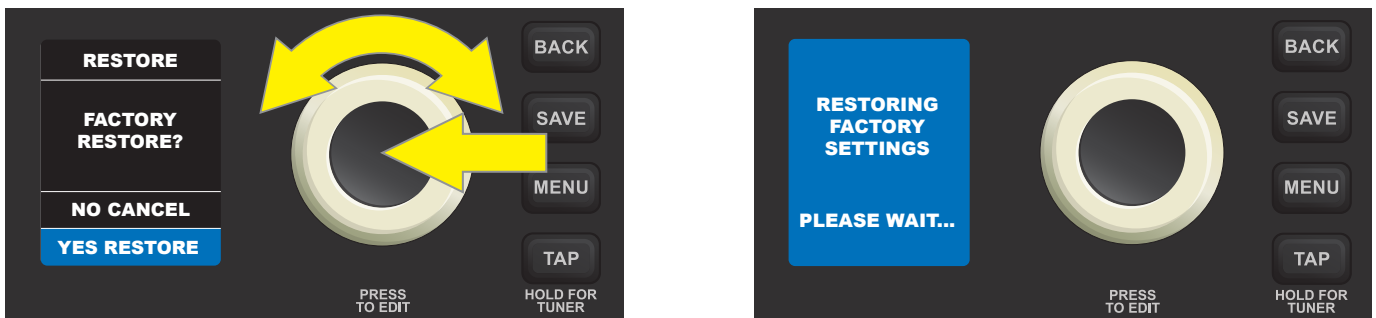 RESTORE
FACTORY
RESTORE?
NO CANCEL
YES RESTORE
BACK
SAVE
MENU
TAP
PRESS
TO EDIT
HOLD FOR
TUNER
RESTORING
FACTORY
SETTINGS
PLEASE WAIT...
BACK
SAVE
MENU
TAP
PRESS
TO EDIT
HOLD FOR
TUNER